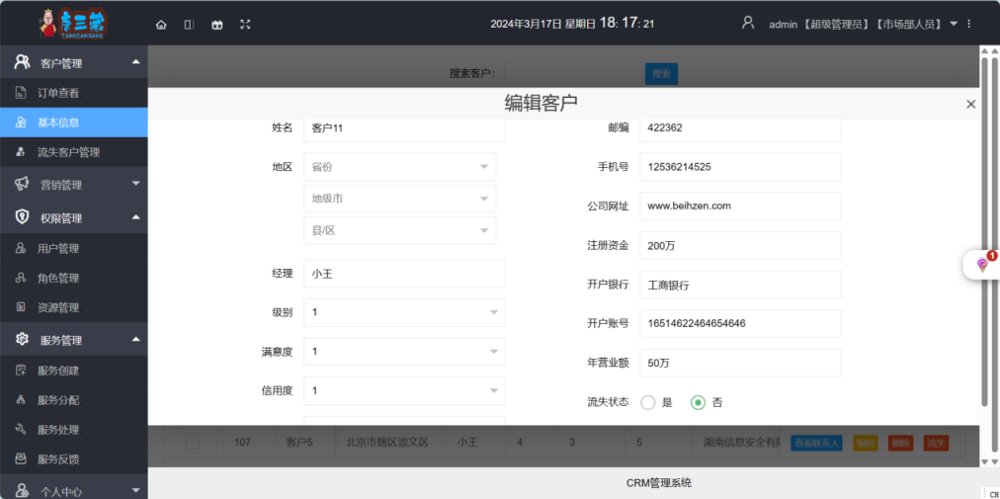 唐三藏
TANGSANZANG
2024年3月17日 星期日 18: 17: 21
admin 【超级管理员】【市场部人员】
客户管理
订单查看
基本信息
流失客户管理
营销管理
权限管理
用户管理
角色管理
资源管理
服务管理
服务创建
服务分配
服务处理
服务反馈
个人中心
搜索客户：
搜索
编辑客户
姓名 客户11
地区 省份
地级市
县/区
经理 小王
级别 1
满意度 1
信用度 1
邮编 422362
手机号 12536214525
公司网址 www.beihzen.com
注册资金 200万
开户银行 工商银行
开户账号 16514622464654646
年营业额 50万
流失状态 是 否
107 客户5 北京市辖区崇文区 小王 4 3 5 湖南信息安全有限 查看联系人 编辑 删除 流失
CRM管理系统
1
CH